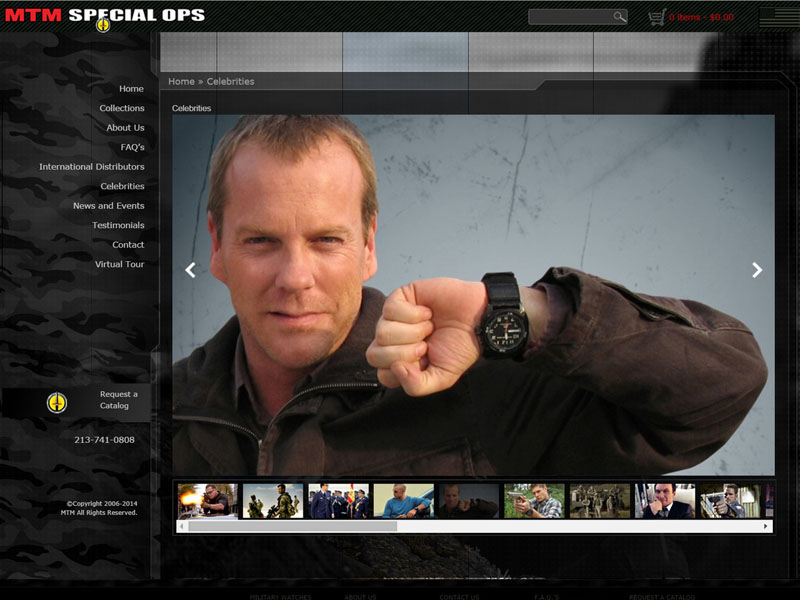 MTM SPECIAL OPS
0 items - $0.00
Home » Celebrities
Celebrities
Home
Collections
About Us
FAQ's
International Distributors
Celebrities
News and Events
Testimonials
Contact
Virtual Tour
Request a
Catalog
213-741-0808
©Copyright 2006-2014
MTM All Rights Reserved.
MILITARY WATCHES ABOUT US CONTACT US F.A.Q.'S REQUEST A CATALOG